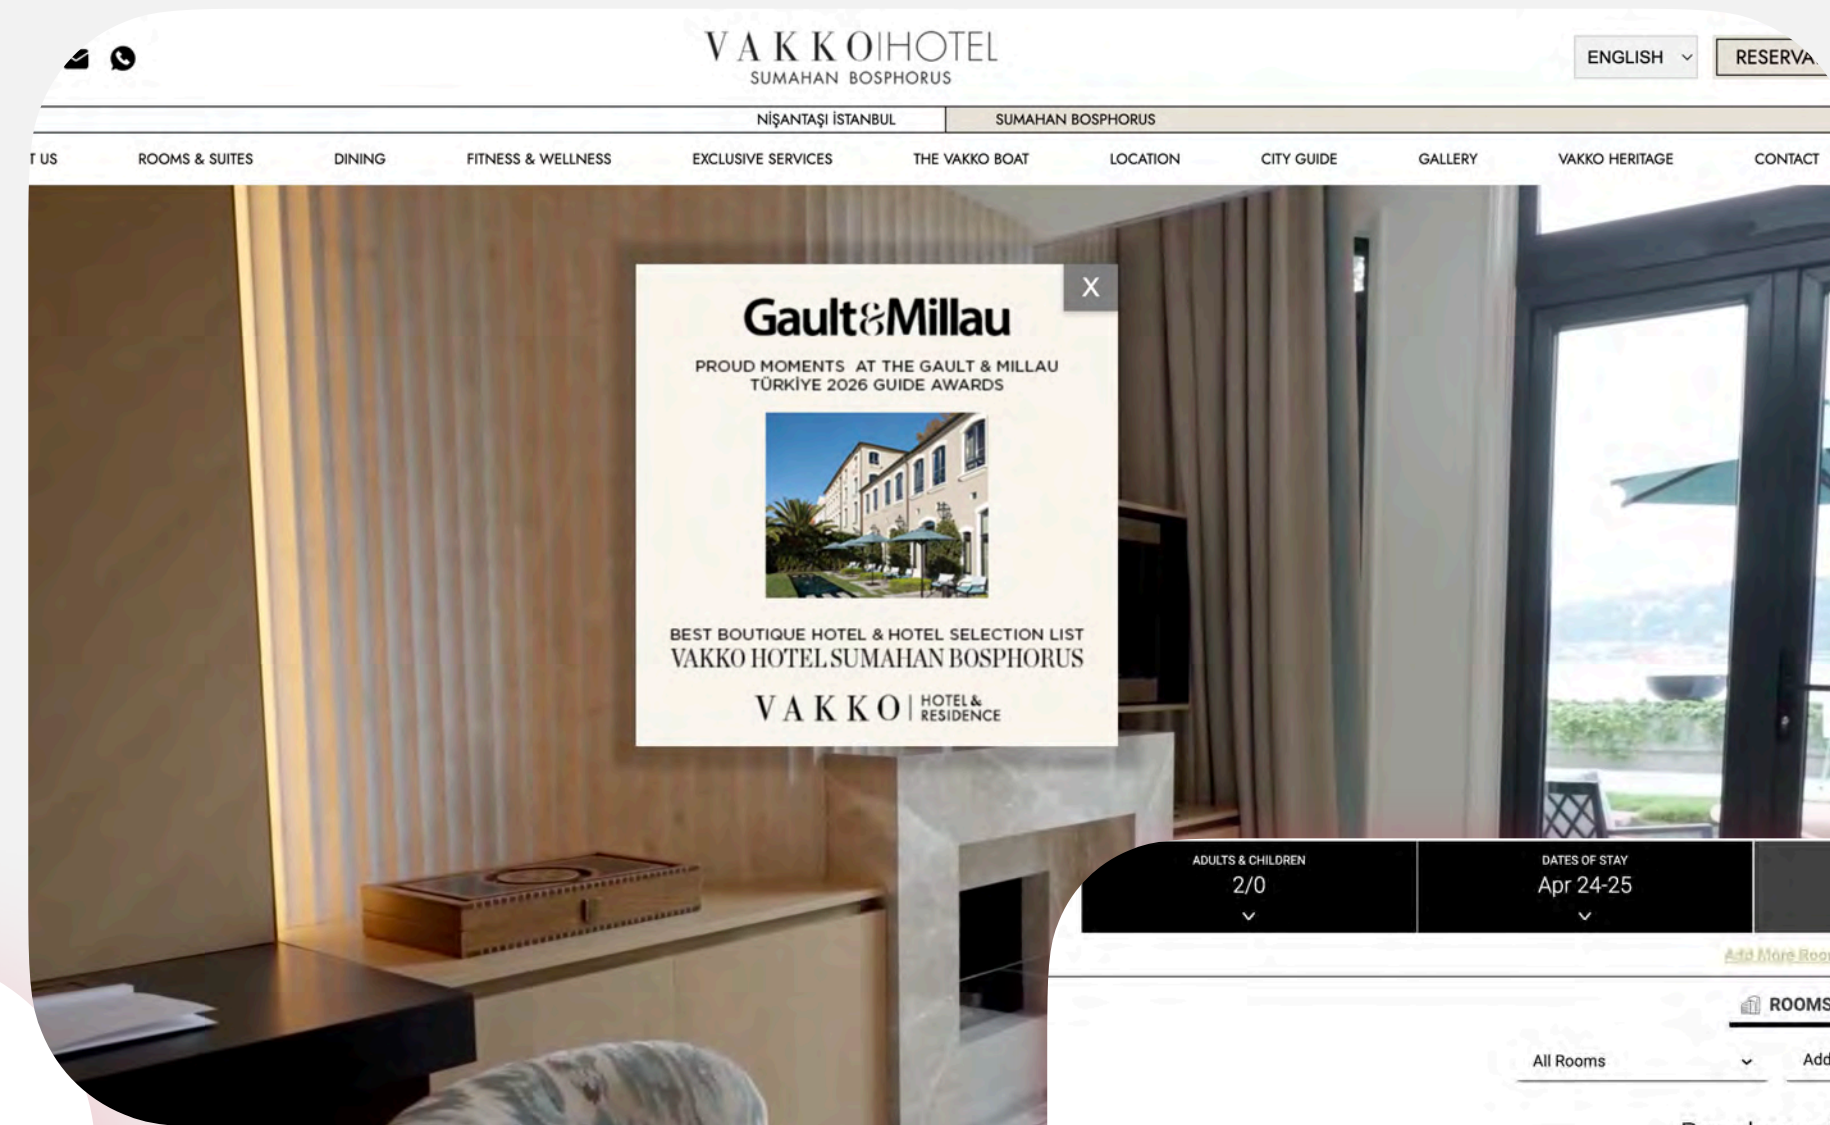 VAKKO|HOTEL
SUMAHAN BOSPHORUS
ENGLISH
NİŞANTAŞI İSTANBUL
SUMAHAN BOSPHORUS
T US
ROOMS & SUITES
DINING
FITNESS & WELLNESS
EXCLUSIVE SERVICES
THE VAKKO BOAT
LOCATION
CITY GUIDE
GALLERY
VAKKO HERITAGE
CONTACT
X
Gault&Millau
PROUD MOMENTS AT THE GAULT & MILLAU
TÜRKİYE 2026 GUIDE AWARDS
BEST BOUTIQUE HOTEL & HOTEL SELECTION LIST
VAKKO HOTEL SUMAHAN BOSPHORUS
VAKKO | HOTEL &
RESIDENCE
ADULTS & CHILDREN
2/0
DATES OF STAY
Apr 24-25
Add More
ROOMS
All Rooms
Add